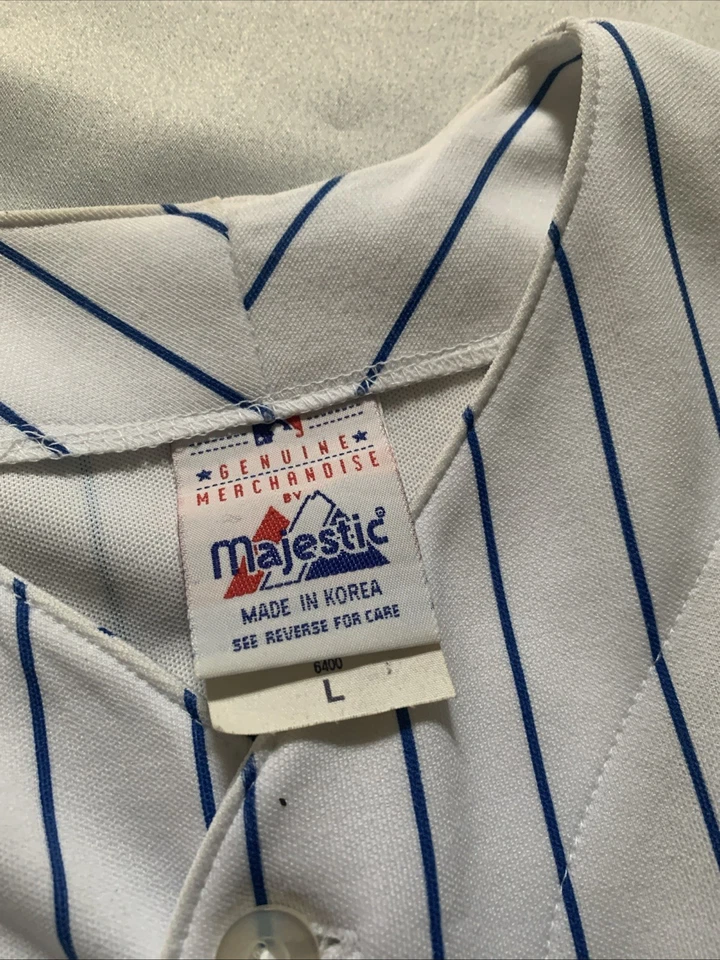 GENUINE
MERCHANDISE
BY
Majestic®
MADE IN KOREA
SEE REVERSE FOR CARE
6400
L